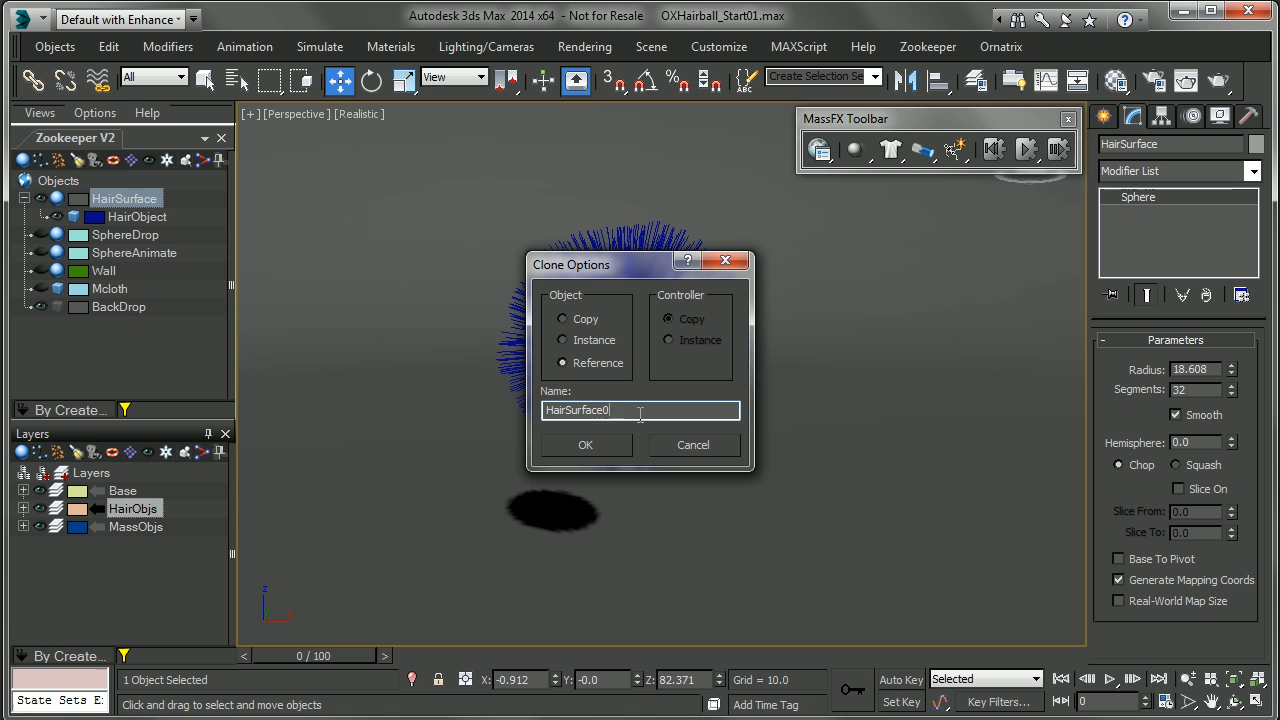 Default with Enhance
Autodesk 3ds Max 2014 x64 - Not for Resale OXHairball_Start01.max
Objects Edit Modifiers Animation Simulate Materials Lighting/Cameras Rendering Scene Customize MAXScript Help Zookeeper Ornatrix
All
View
3
Create Selection Se
Views Options Help
[+] [Perspective ] [Realistic ]
MassFX Toolbar
Zookeeper V2
HairSurface
Modifier List
Objects
HairSurface
Sphere
HairObject
SphereDrop
SphereAnimate
Wall
Mcloth
BackDrop
Clone Options
Object
Controller
Copy
Copy
Instance
Instance
Reference
Name:
HairSurface0
OK
Cancel
Parameters
Radius: 18.608
Segments: 32
Smooth
Hemisphere: 0.0
Chop Squash
Slice On
Slice From: 0.0
Slice To: 0.0
Base To Pivot
Generate Mapping Coords
Real-World Map Size
By Create...
Layers
Layers
Base
HairObjs
MassObjs
z
By Create...
0 / 100
1 Object Selected
X: -0.912
Y: -0.0
Z: 82.371
Grid = 10.0
Auto Key
Selected
State Sets E:
Click and drag to select and move objects
Add Time Tag
Set Key
Key Filters...
0